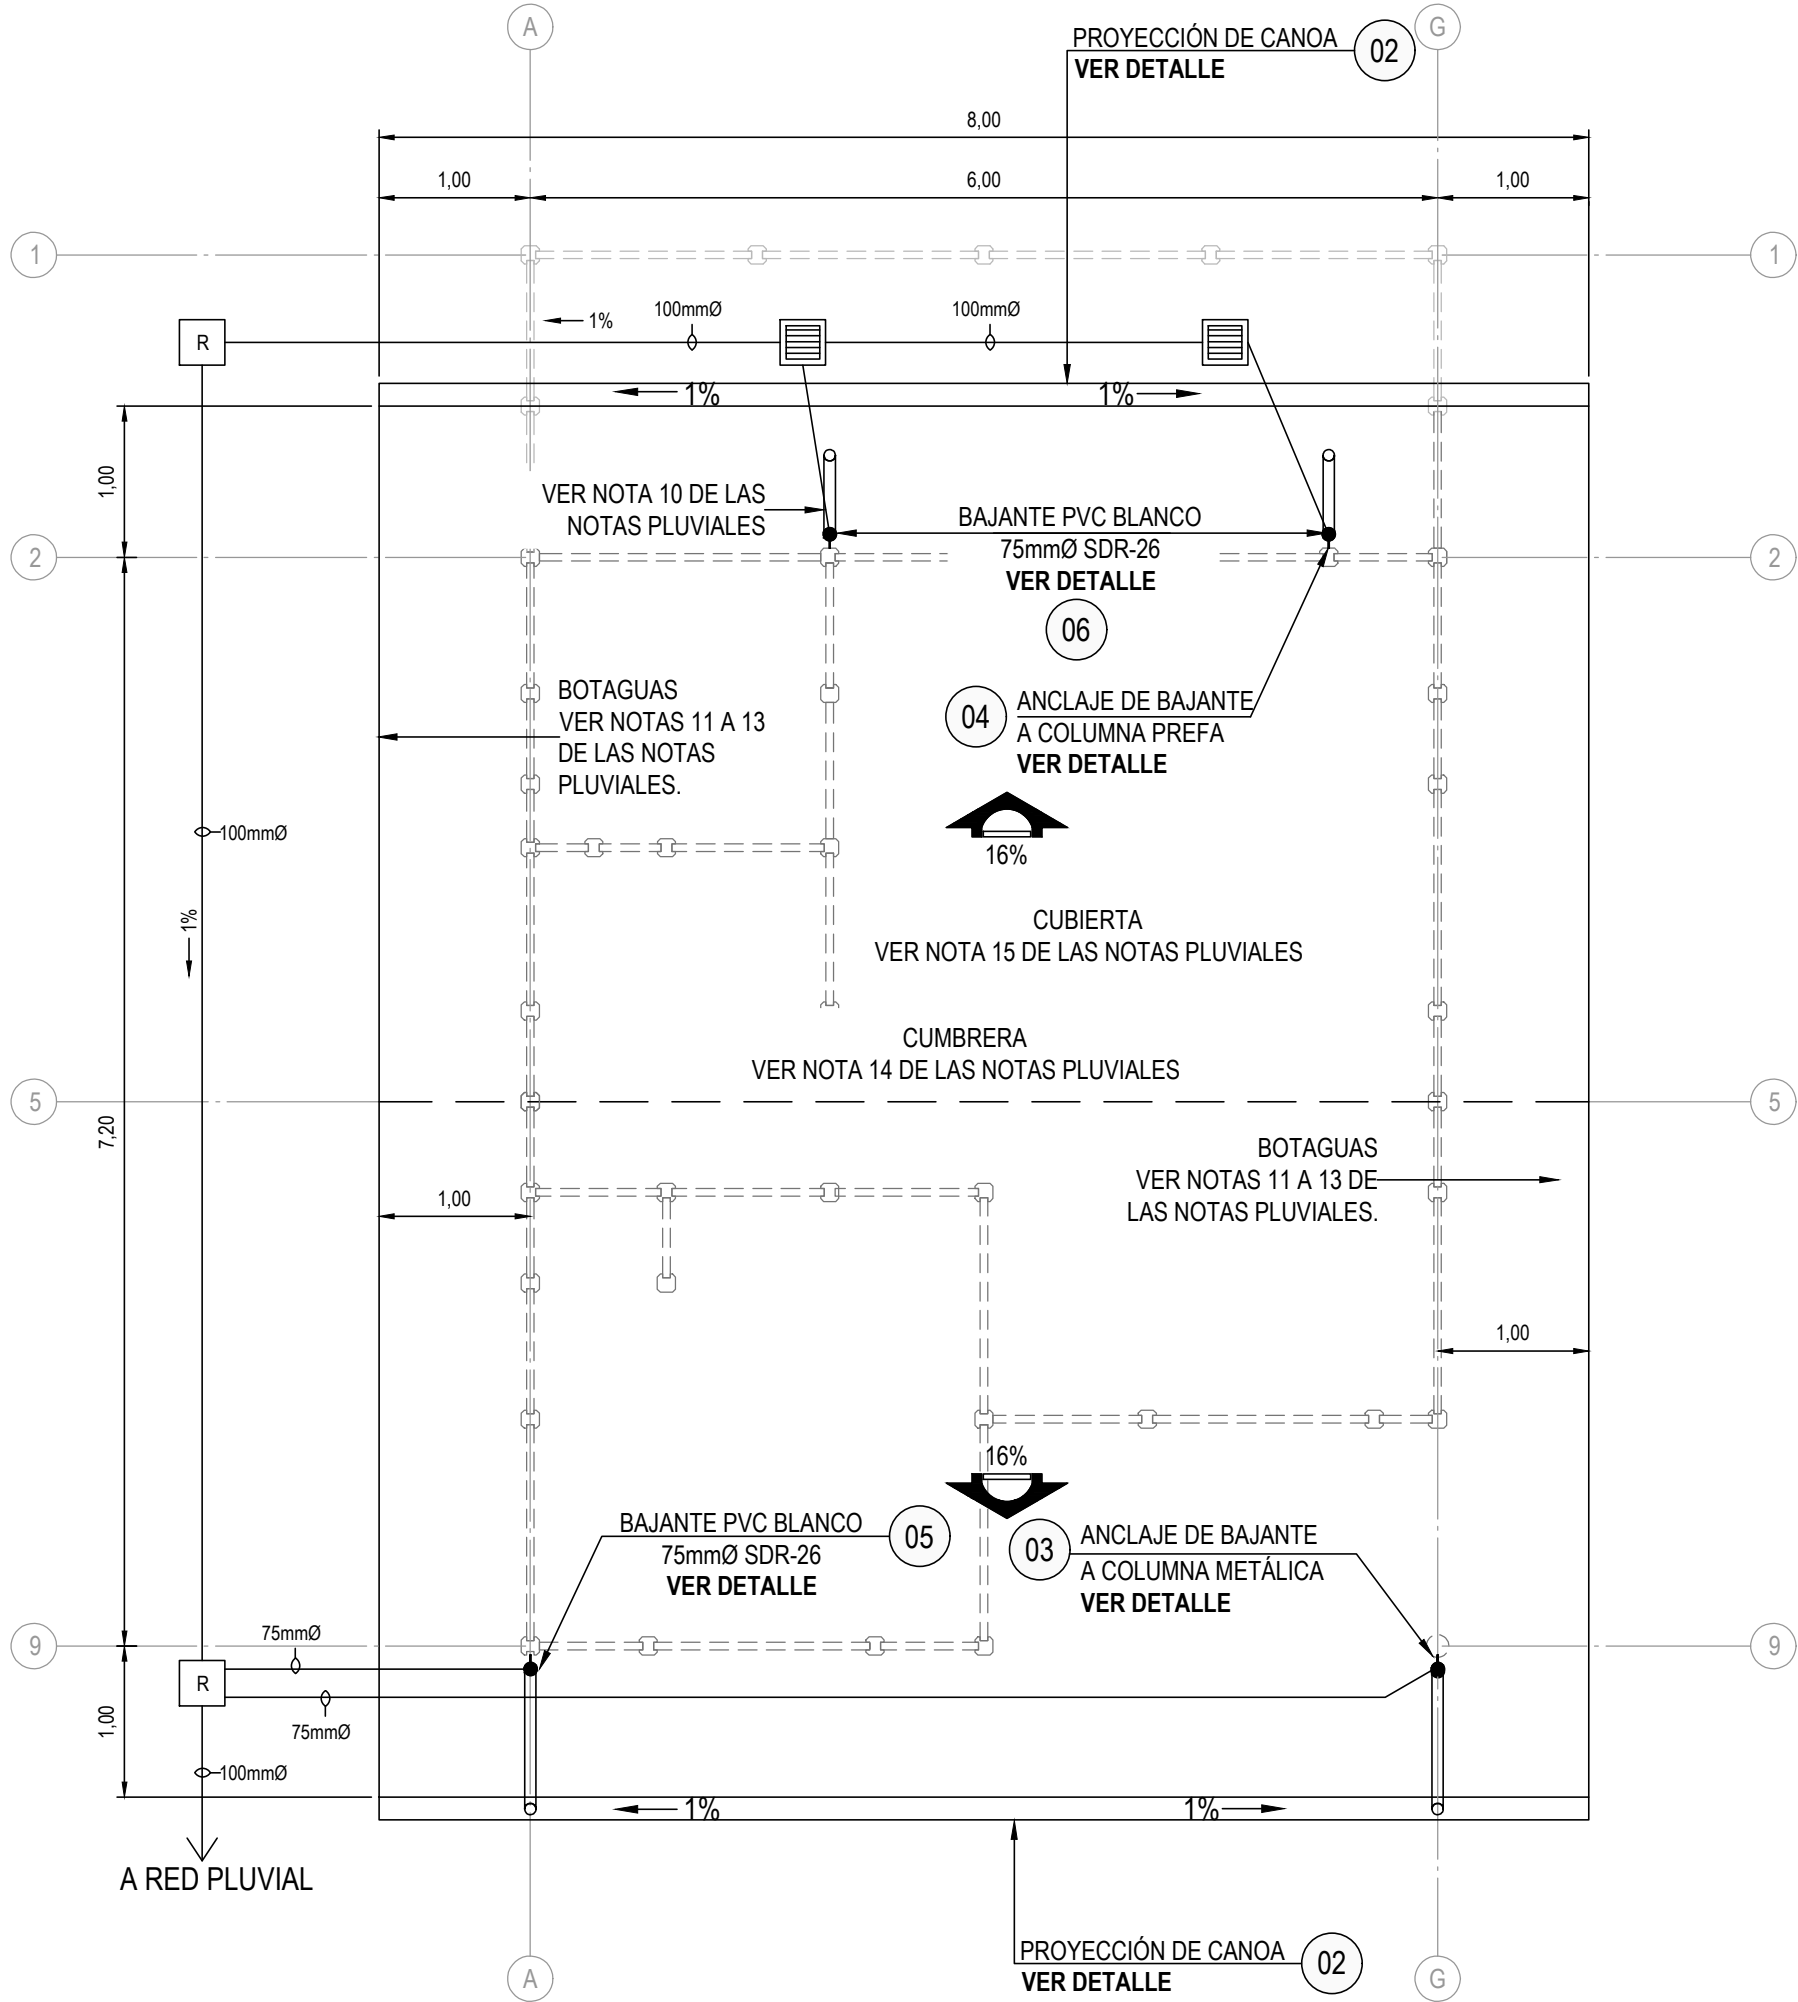 A
G
PROYECCIÓN DE CANOA
VER DETALLE
02
8,00
1,00
6,00
1,00
1
1
R
1%
100mmØ
100mmØ
1%
1%
1,00
VER NOTA 10 DE LAS
NOTAS PLUVIALES
BAJANTE PVC BLANCO
75mmØ SDR-26
VER DETALLE
06
2
2
BOTAGUAS
VER NOTAS 11 A 13
DE LAS NOTAS
PLUVIALES.
04
ANCLAJE DE BAJANTE
A COLUMNA PREFA
VER DETALLE
100mmØ
16%
1%
CUBIERTA
VER NOTA 15 DE LAS NOTAS PLUVIALES
CUMBRERA
VER NOTA 14 DE LAS NOTAS PLUVIALES
5
5
7,20
BOTAGUAS
VER NOTAS 11 A 13 DE
LAS NOTAS PLUVIALES.
1,00
1,00
16%
BAJANTE PVC BLANCO
75mmØ SDR-26
VER DETALLE
05
03
ANCLAJE DE BAJANTE
A COLUMNA METÁLICA
VER DETALLE
9
9
75mmØ
R
75mmØ
1,00
100mmØ
1%
1%
A RED PLUVIAL
PROYECCIÓN DE CANOA
VER DETALLE
02
A
G